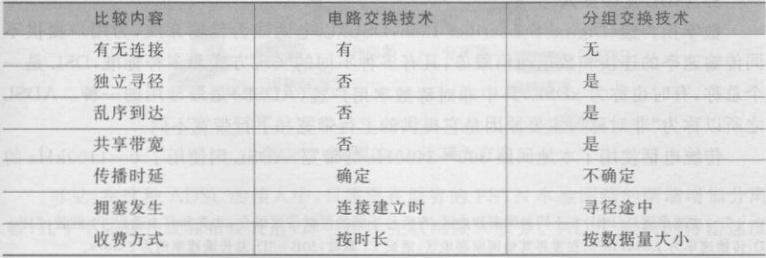 比较内容 电路交换技术 分组交换技术
有无连接 有 无
独立寻径 否 是
乱序到达 否 是
共享带宽 否 是
传播时延 确定 不确定
拥塞发生 连接建立时 寻径途中
收费方式 按时长 按数据量大小